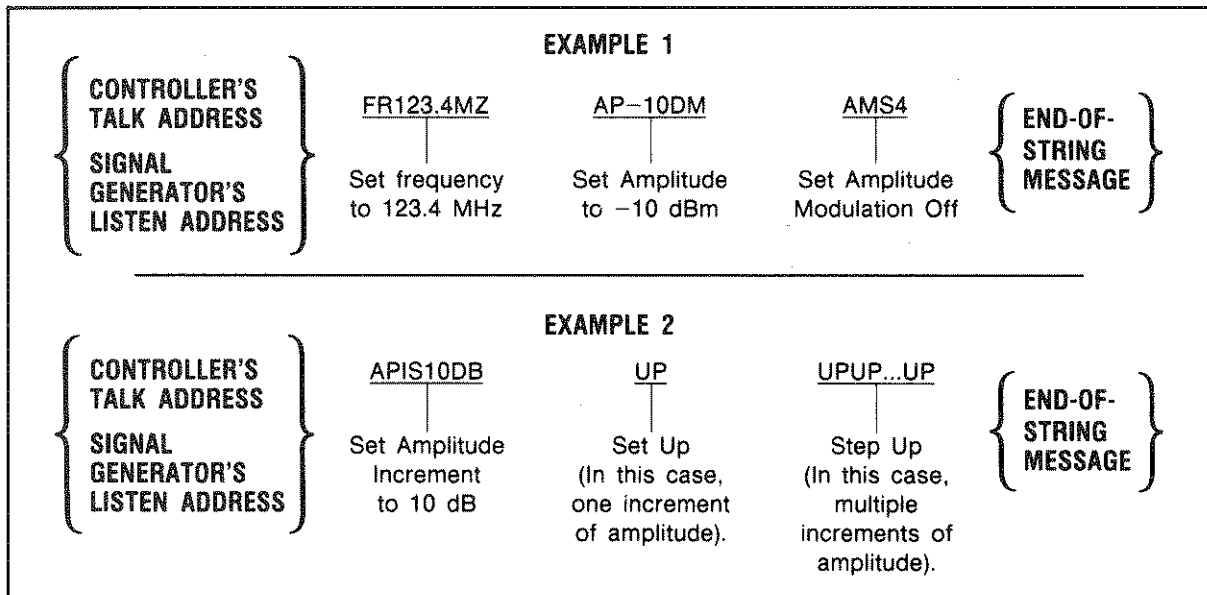 EXAMPLE 1
CONTROLLER'S
TALK ADDRESS
SIGNAL
GENERATOR'S
LISTEN ADDRESS
FR123.4MZ
Set frequency
to 123.4 MHz
AP−10DM
Set Amplitude
to −10 dBm
AMS4
Set Amplitude
Modulation Off
END-OF-
STRING
MESSAGE
EXAMPLE 2
CONTROLLER'S
TALK ADDRESS
SIGNAL
GENERATOR'S
LISTEN ADDRESS
APIS10DB
Set Amplitude
Increment
to 10 dB
UP
Set Up
(In this case,
one increment
of amplitude).
UPUP...UP
Step Up
(In this case,
multiple
increments of
amplitude).
END-OF-
STRING
MESSAGE